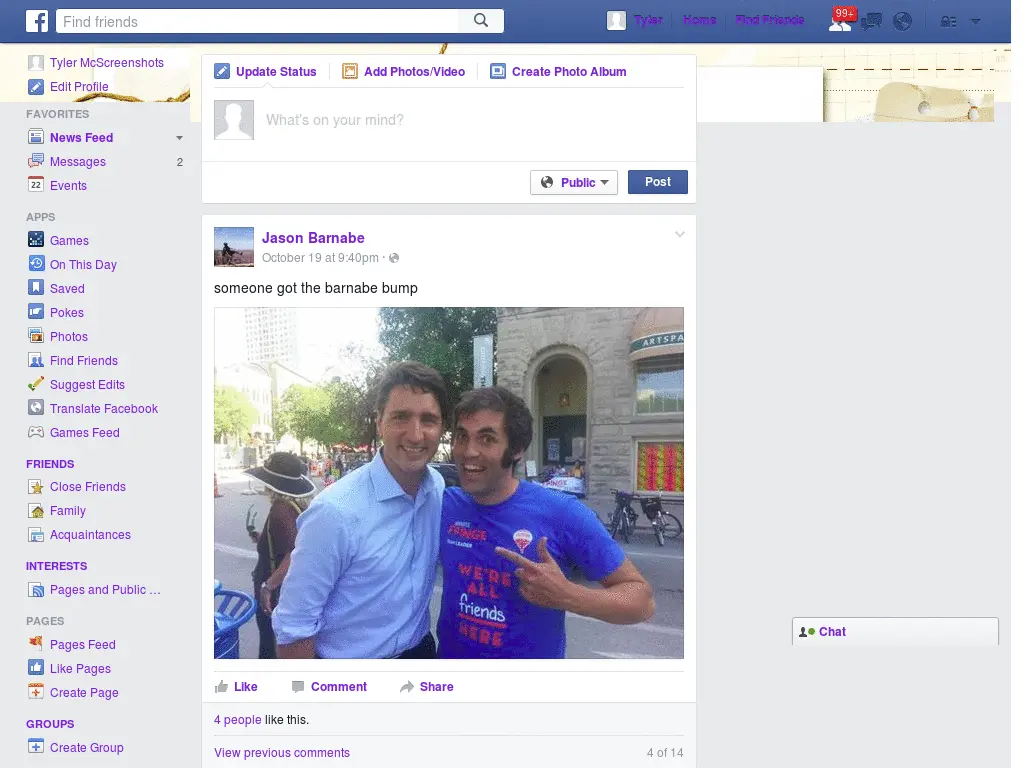 Find friends
Tyler Home Find Friends 99+
Tyler McScreenshots
Edit Profile
FAVORITES
News Feed
Messages 2
Events
APPS
Games
On This Day
Saved
Pokes
Photos
Find Friends
Suggest Edits
Translate Facebook
Games Feed
FRIENDS
Close Friends
Family
Acquaintances
INTERESTS
Pages and Public ...
PAGES
Pages Feed
Like Pages
Create Page
GROUPS
Create Group
Update Status Add Photos/Video Create Photo Album
What's on your mind?
Public Post
Jason Barnabe
October 19 at 9:40pm ·
someone got the barnabe bump
ARTSPA
FRINGE
TEAM LEADER
WE'RE
ALL
friends
HERE
Like Comment Share
4 people like this.
View previous comments 4 of 14
Chat